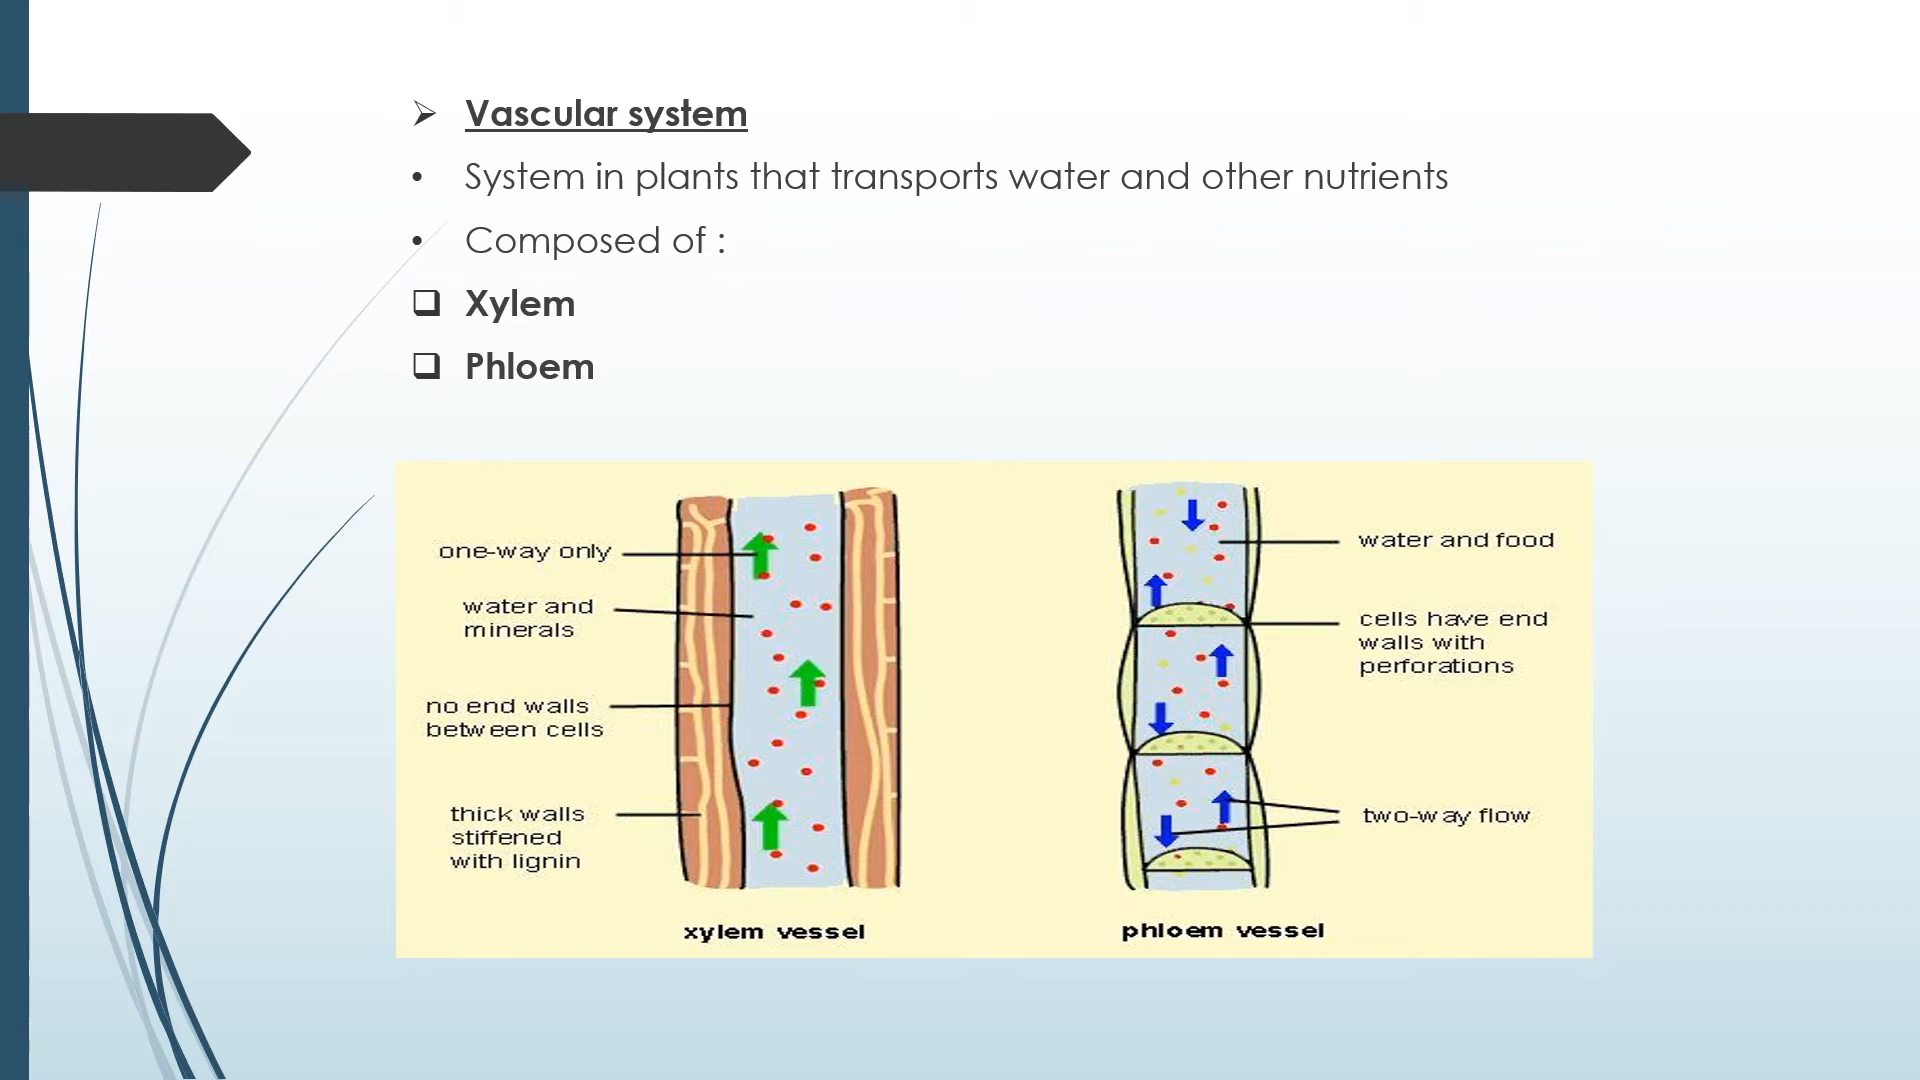 ➢ Vascular system
• System in plants that transports water and other nutrients
• Composed of :
❑ Xylem
❑ Phloem
one-way only
water and
minerals
no end walls
between cells
thick walls
stiffened
with lignin
xylem vessel
water and food
cells have end
walls with
perforations
two-way flow
phloem vessel